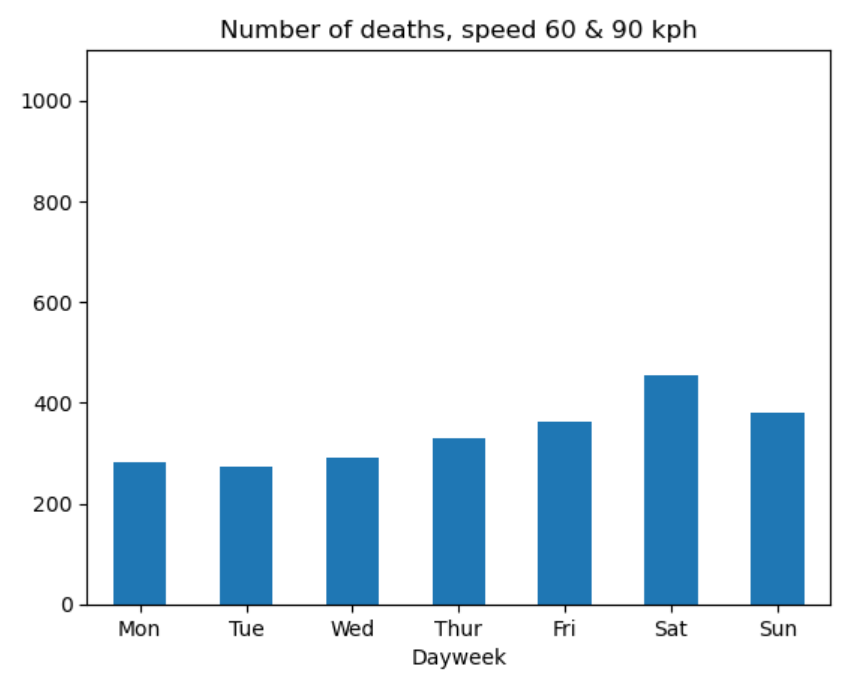 Number of deaths, speed 60 & 90 kph
1000
800
600
400
200
0
Mon Tue Wed Thur Fri Sat Sun
Dayweek